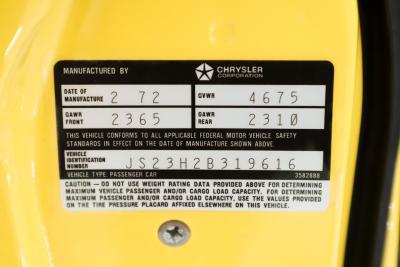 MANUFACTURED BY CHRYSLER CORPORATION
DATE OF MANUFACTURE 2 72 GVWR 4675
GAWR FRONT 2365 GAWR REAR 2310
THIS VEHICLE CONFORMS TO ALL APPLICABLE FEDERAL MOTOR VEHICLE SAFETY
STANDARDS IN EFFECT ON THE DATE OF MANUFACTURE SHOWN ABOVE.
VEHICLE IDENTIFICATION NUMBER JS23H2B319616
VEHICLE TYPE PASSENGER CAR 3582888
CAUTION — DO NOT USE WEIGHT RATING DATA PROVIDED ABOVE FOR DETERMINING
MAXIMUM VEHICLE PASSENGER AND/OR CARGO LOAD CAPACITY. FOR DETERMINING
MAXIMUM PASSENGER AND/OR CARGO LOAD CAPACITY, USE THE VALUES PROVIDED
ON THE TIRE PRESSURE PLACARD AFFIXED ELSEWHERE ON THIS VEHICLE.